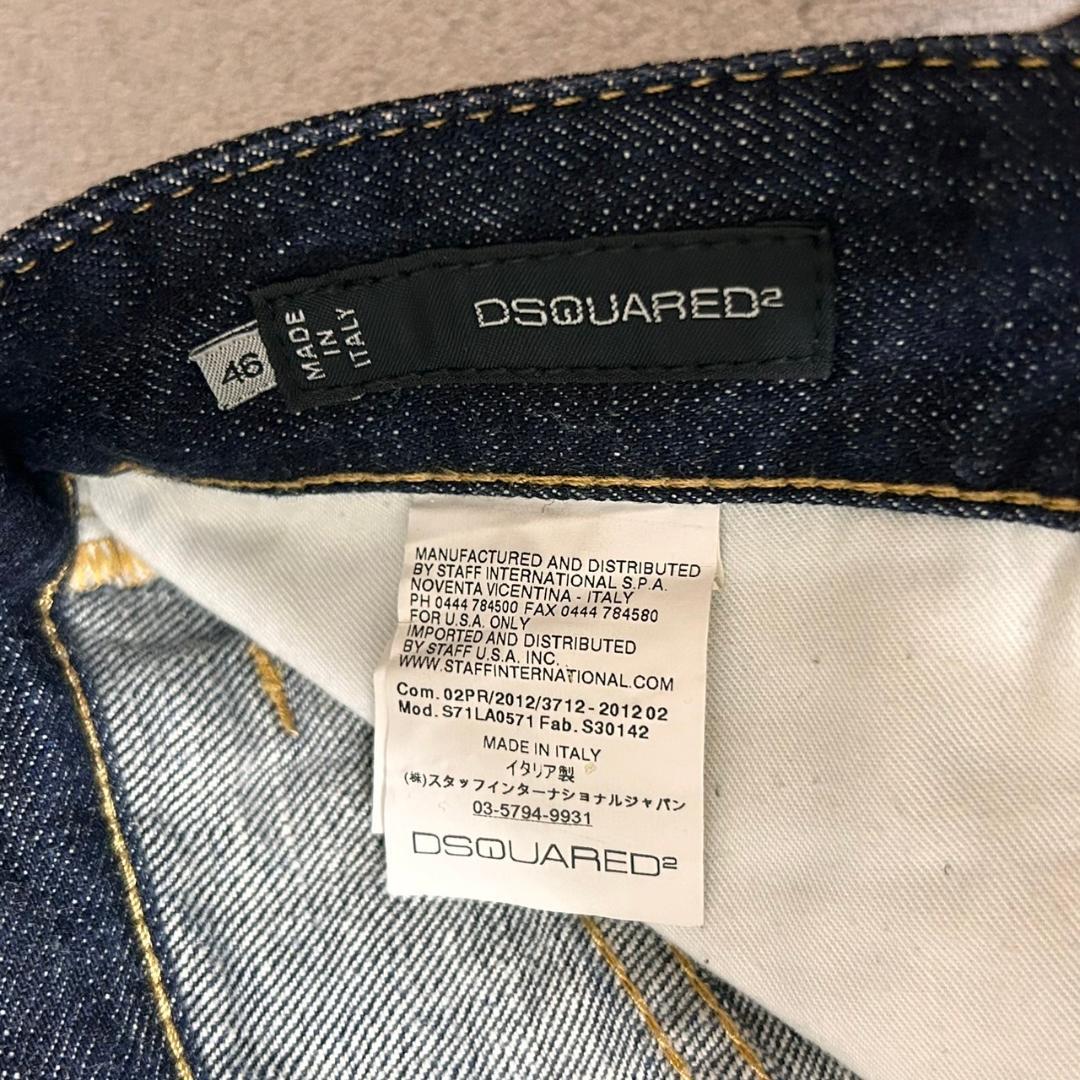 DSQUARED2
MADE
IN
ITALY
46
MANUFACTURED AND DISTRIBUTED
BY STAFF INTERNATIONAL S.P.A.
NOVENTA VICENTINA - ITALY
PH 0444 784500 FAX 0444 784580
FOR U.S.A. ONLY
IMPORTED AND DISTRIBUTED
BY STAFF U.S.A. INC.
WWW.STAFFINTERNATIONAL.COM
Com. 02PR/2012/3712 - 2012 02
Mod. S71LA0571 Fab. S30142
MADE IN ITALY
イタリア製
(株)スタッフインターナショナルジャパン
03-5794-9931
DSQUARED2